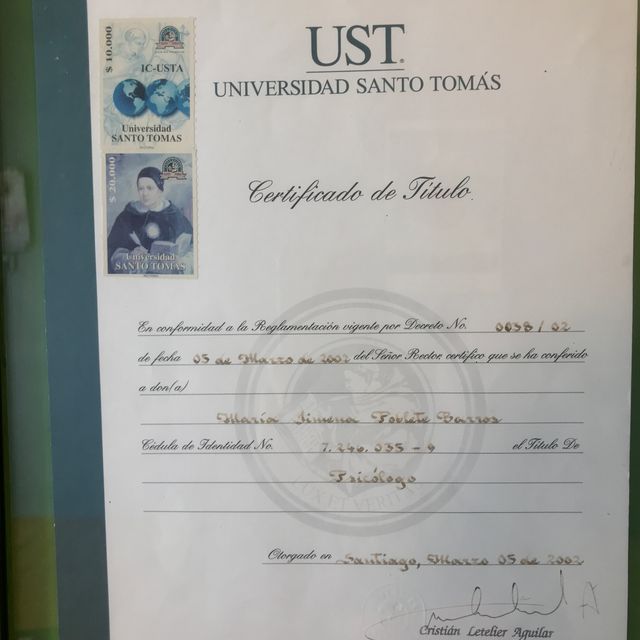 $ 10.000
IC-USTA
Universidad
SANTO TOMAS
$ 20.000
Universidad
SANTO TOMAS
UST
UNIVERSIDAD SANTO TOMÁS
Certificado de Título
En conformidad a la Reglamentación vigente por Decreto No. 0038 / 02
de fecha 05 de Marzo de 2002 del Señor Rector, certifico que se ha conferido
a don(a)
María Jimena Poblete Barros
Cédula de Identidad No. 7.246.035 - 9 el Título De
Psicólogo
Otorgado en Santiago, Marzo 05 de 2002
Cristián Letelier Aguilar